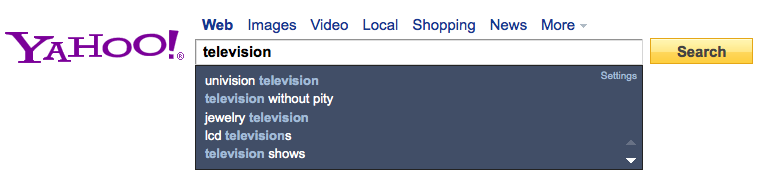 Web Images Video Local Shopping News More
YAHOO!®
television
Search
Settings
univision television
television without pity
jewelry television
lcd televisions
television shows